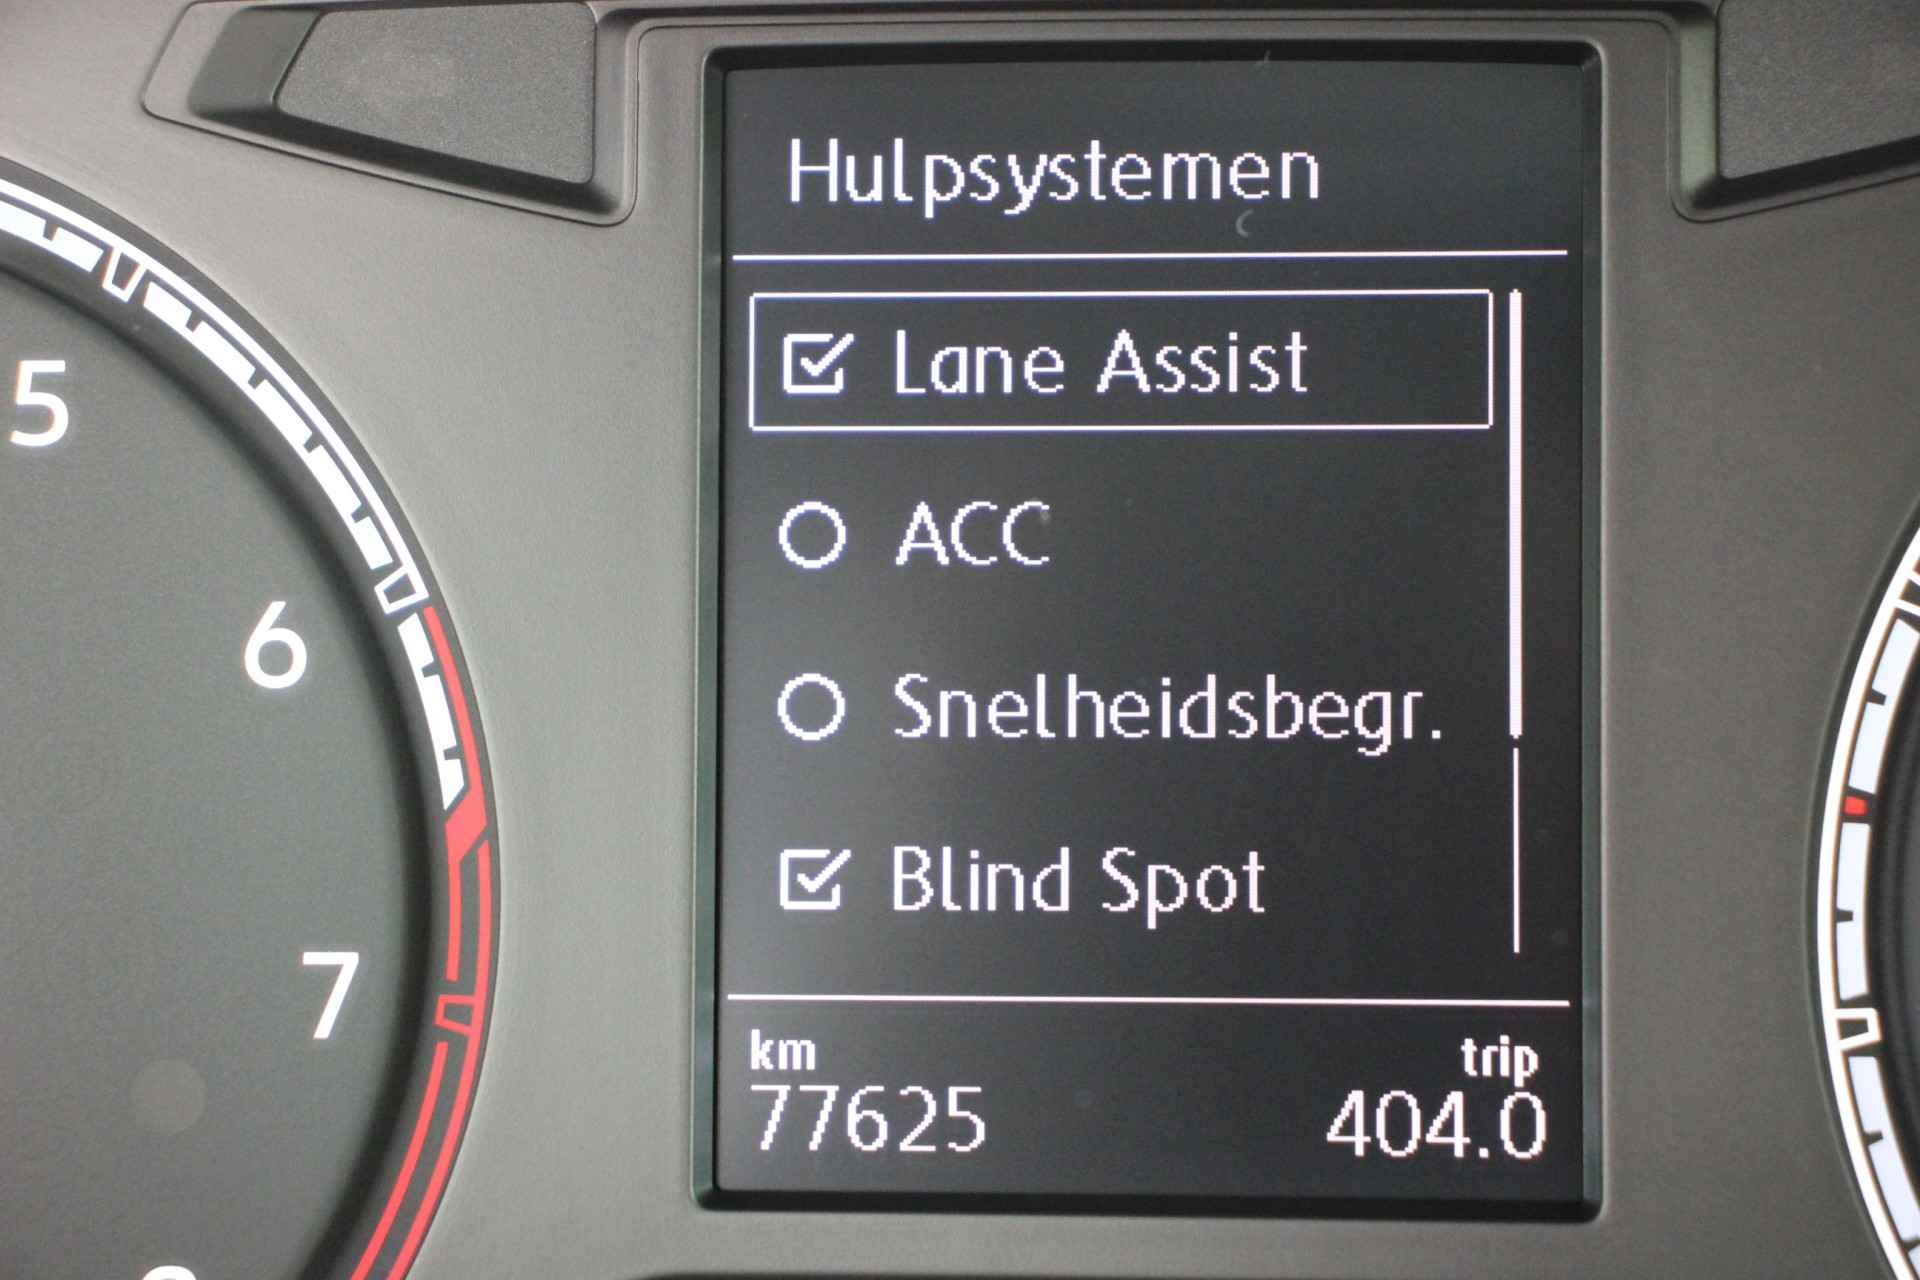 Hulpsystemen
Lane Assist
ACC
Snelheidsbegr.
Blind Spot
km
trip
77625
404.0
5
6
7